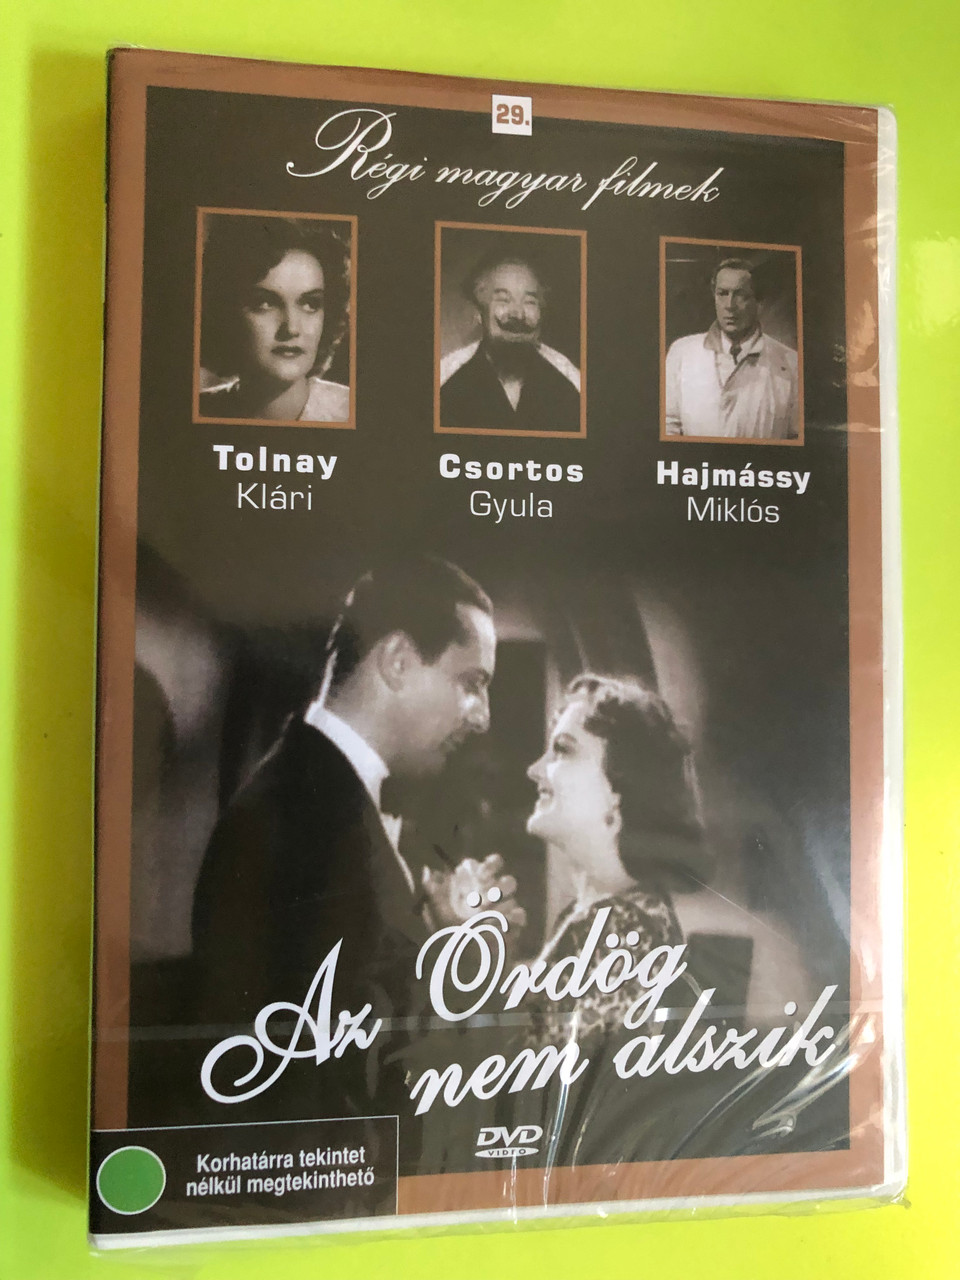 29.
Régi magyar filmek
Tolnay
Klári
Csortos
Gyula
Hajmássy
Miklós
Az Ördög
nem alszik
DVD
VIDEO
Korhatárra tekintet
nélkül megtekinthető